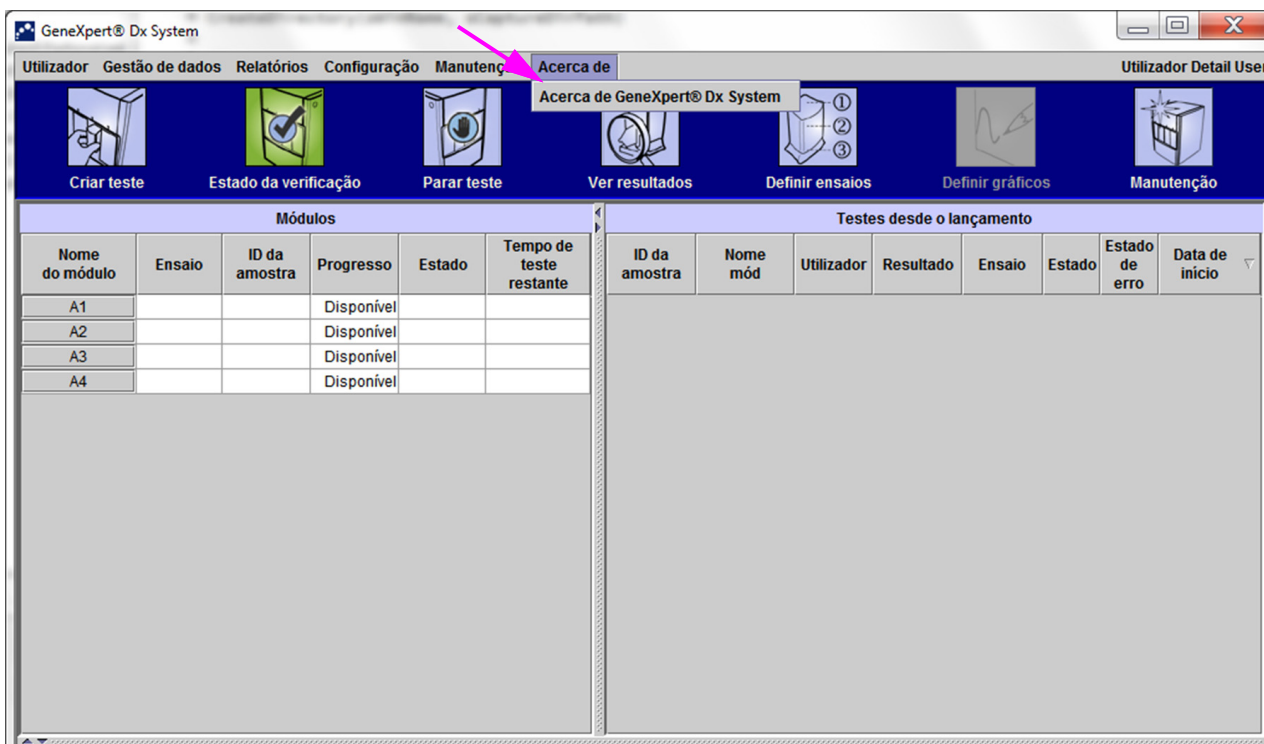 GeneXpert® Dx System
Utilizador Gestão de dados Relatórios Configuração Manutenç Acerca de Utilizador Detail User
Acerca de GeneXpert® Dx System
① ② ③
Criar teste Estado da verificação Parar teste Ver resultados Definir ensaios Definir gráficos Manutenção
Módulos Testes desde o lançamento
Nome do módulo Ensaio ID da amostra Progresso Estado Tempo de teste restante ID da amostra Nome mód Utilizador Resultado Ensaio Estado Estado de erro Data de início
A1 Disponível
A2 Disponível
A3 Disponível
A4 Disponível